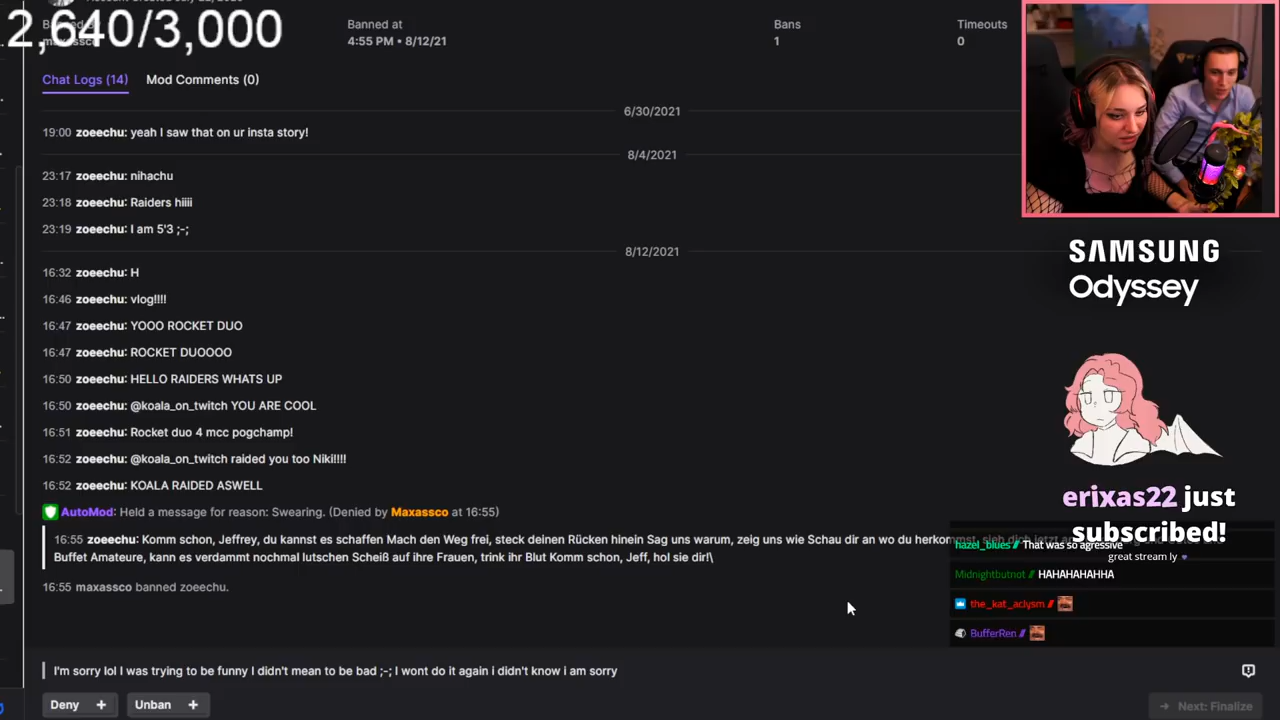 2,640/3,000
Banned at
Bans
Timeouts
4:55 PM • 8/12/21
1
0
Chat Logs (14) Mod Comments (0)
6/30/2021
19:00 zoeechu: yeah I saw that on ur insta story!
8/4/2021
23:17 zoeechu: nihachu
23:18 zoeechu: Raiders hiiii
23:19 zoeechu: I am 5'3 ;-;
8/12/2021
16:32 zoeechu: H
16:46 zoeechu: vlog!!!!
16:47 zoeechu: YOOO ROCKET DUO
16:47 zoeechu: ROCKET DUOOOO
16:50 zoeechu: HELLO RAIDERS WHATS UP
16:50 zoeechu: @koala_on_twitch YOU ARE COOL
16:51 zoeechu: Rocket duo 4 mcc pogchamp!
16:52 zoeechu: @koala_on_twitch raided you too Niki!!!!
16:52 zoeechu: KOALA RAIDED ASWELL
AutoMod: Held a message for reason: Swearing. (Denied by Maxassco at 16:55)
16:55 zoeechu: Komm schon, Jeffrey, du kannst es schaffen Mach den Weg frei, steck deinen Rücken hinein Sag uns warum, zeig uns wie Schau dir an wo du
Buffet Amateure, kann es verdammt nochmal lutschen Scheiß auf ihre Frauen, trink ihr Blut Komm schon, Jeff, hol sie dir!\
16:55 maxassco banned zoeechu.
I'm sorry lol I was trying to be funny I didn't mean to be bad ;-; I wont do it again i didn't know i am sorry
Deny +
Unban +
Next: Finalize
SAMSUNG
Odyssey
erixas22 just
subscribed!
great stream ly
hazel_blues // That was so agressive
Midnightbutnot // HAHAHAHAHHA
the_kat_aclysm //
BufferRen //